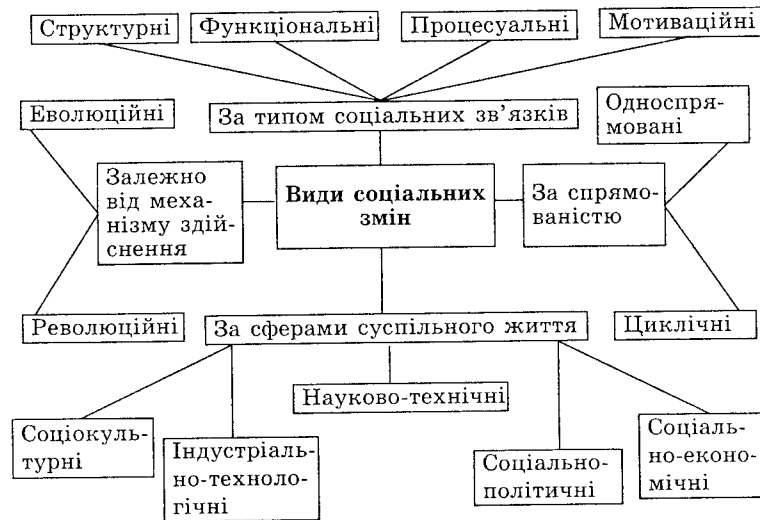 Структурні
Функціональні
Процесуальні
Мотиваційні
Еволюційні
За типом соціальних зв’язків
Односпря-
мовані
Залежно
від меха-
нізму здій-
снення
Види соціальних
змін
За спрямо-
ваністю
Революційні
За сферами суспільного життя
Циклічні
Науково-технічні
Соціокуль-
турні
Індустріаль-
но-техноло-
гічні
Соціально-
політичні
Соціаль-
но-еконо-
мічні